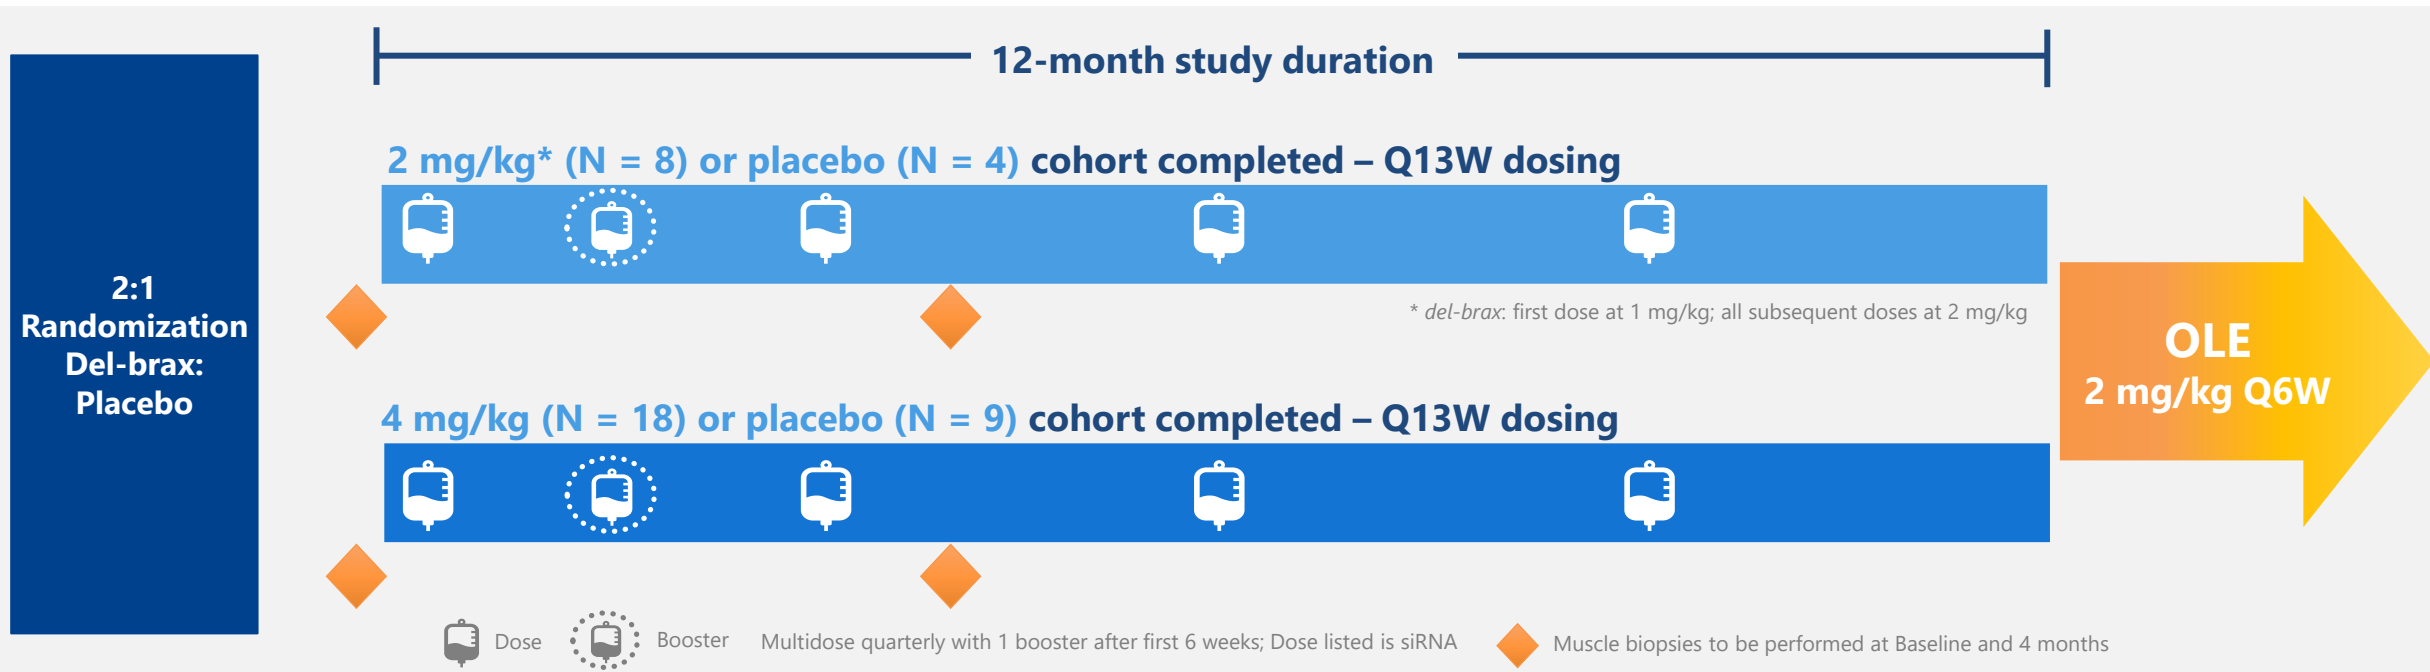 12-month study duration
2:1
Randomization
Del-brax:
Placebo
2 mg/kg* (N = 8) or placebo (N = 4) cohort completed – Q13W dosing
* del-brax: first dose at 1 mg/kg; all subsequent doses at 2 mg/kg
4 mg/kg (N = 18) or placebo (N = 9) cohort completed – Q13W dosing
OLE
2 mg/kg Q6W
Dose
Booster
Multidose quarterly with 1 booster after first 6 weeks; Dose listed is siRNA
Muscle biopsies to be performed at Baseline and 4 months